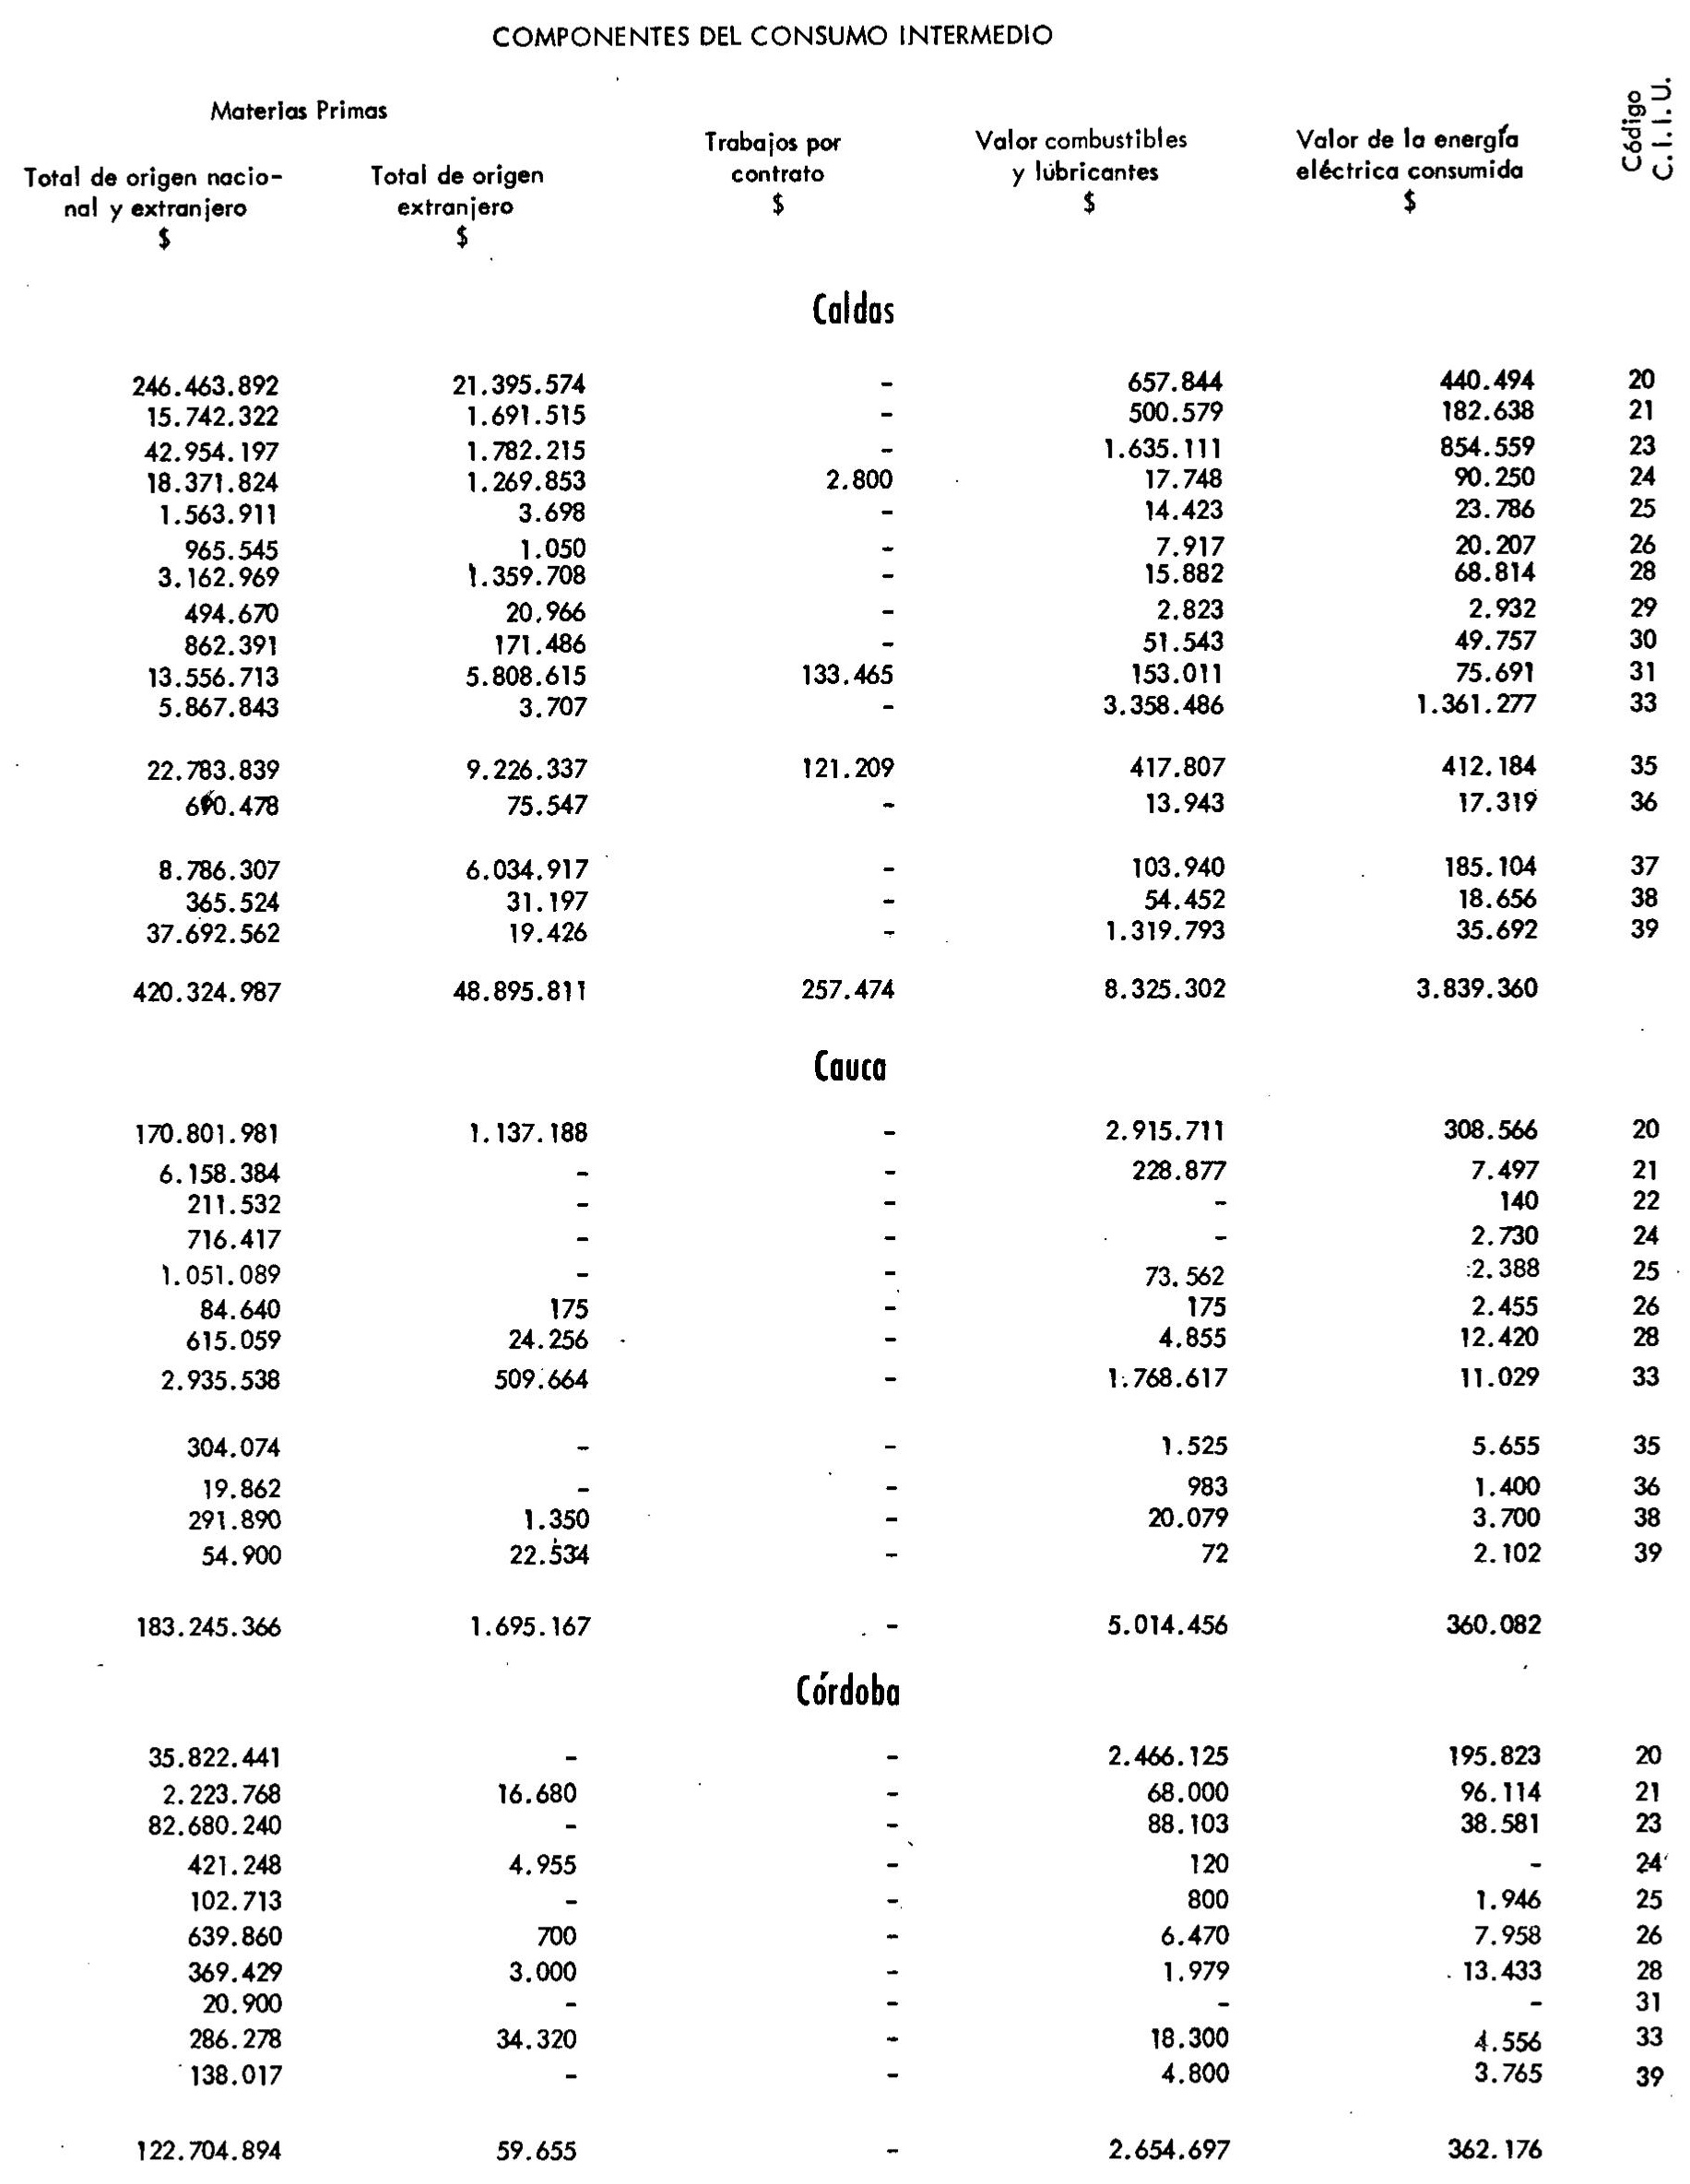 COMPONENTES DEL CONSUMO INTERMEDIO
Materias Primas
Total de origen nacio-
nal y extranjero
$
Total de origen
extranjero
$
Trabajos por
contrato
$
Valor combustibles
y lubricantes
$
Valor de la energía
eléctrica consumida
$
Código
C.I.I.U.
Caldas
246.463.892 21.395.574 - 657.844 440.494 20
15.742.322 1.691.515 - 500.579 182.638 21
42.954.197 1.782.215 - 1.635.111 854.559 23
18.371.824 1.269.853 2.800 17.748 90.250 24
1.563.911 3.698 - 14.423 23.786 25
965.545 1.050 - 7.917 20.207 26
3.162.969 1.359.708 - 15.882 68.814 28
494.670 20.966 - 2.823 2.932 29
862.391 171.486 - 51.543 49.757 30
13.556.713 5.808.615 133.465 153.011 75.691 31
5.867.843 3.707 - 3.358.486 1.361.277 33
22.783.839 9.226.337 121.209 417.807 412.184 35
690.478 75.547 - 13.943 17.319 36
8.786.307 6.034.917 - 103.940 185.104 37
365.524 31.197 - 54.452 18.656 38
37.692.562 19.426 - 1.319.793 35.692 39
420.324.987 48.895.811 257.474 8.325.302 3.839.360
Cauca
170.801.981 1.137.188 - 2.915.711 308.566 20
6.158.384 - - 228.877 7.497 21
211.532 - - - 140 22
716.417 - - - 2.730 24
1.051.089 - - 73.562 2.388 25
84.640 175 - 175 2.455 26
615.059 24.256 - 4.855 12.420 28
2.935.538 509.664 - 1.768.617 11.029 33
304.074 - - 1.525 5.655 35
19.862 - - 983 1.400 36
291.890 1.350 - 20.079 3.700 38
54.900 22.534 - 72 2.102 39
183.245.366 1.695.167 - 5.014.456 360.082
Córdoba
35.822.441 - - 2.466.125 195.823 20
2.223.768 16.680 - 68.000 96.114 21
82.680.240 - - 88.103 38.581 23
421.248 4.955 - 120 - 24
102.713 - - 800 1.946 25
639.860 700 - 6.470 7.958 26
369.429 3.000 - 1.979 13.433 28
20.900 - - - - 31
286.278 34.320 - 18.300 4.556 33
138.017 - - 4.800 3.765 39
122.704.894 59.655 - 2.654.697 362.176